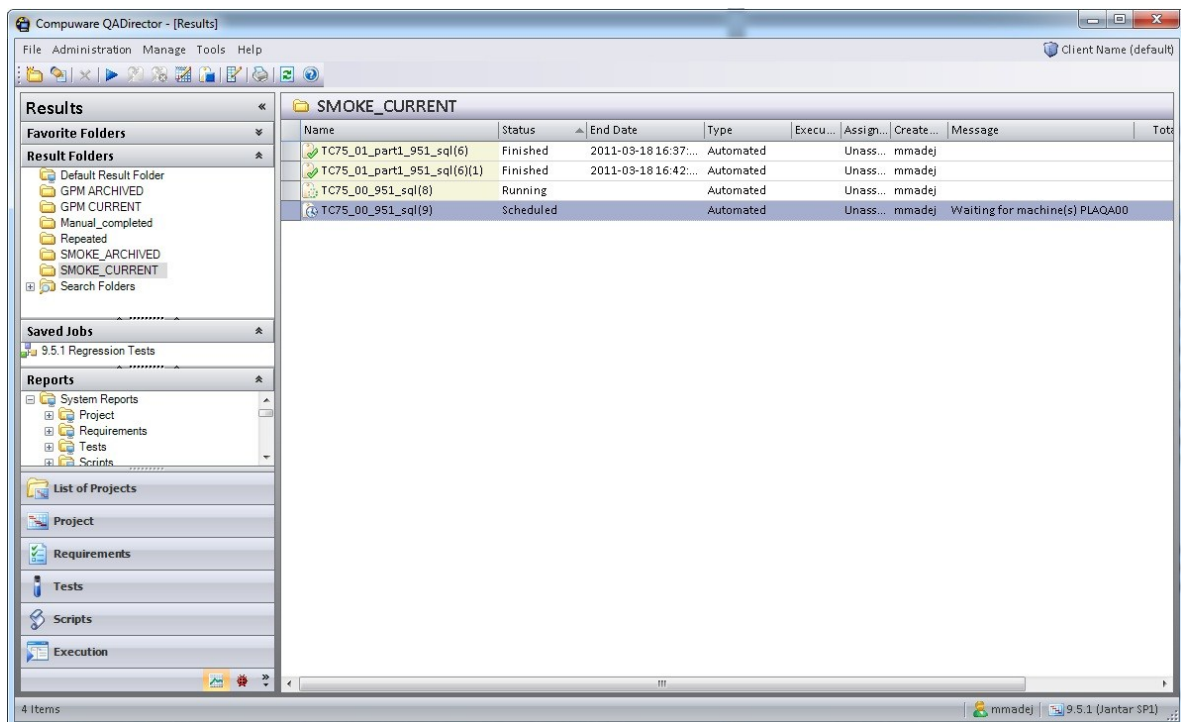 Compuware QADirector - [Results]
File Administration Manage Tools Help
Client Name (default)
Results
Favorite Folders
Result Folders
Default Result Folder
GPM ARCHIVED
GPM CURRENT
Manual_completed
Repeated
SMOKE_ARCHIVED
SMOKE_CURRENT
Search Folders
Saved Jobs
9.5.1 Regression Tests
Reports
System Reports
Project
Requirements
Tests
Scripts
List of Projects
Project
Requirements
Tests
Scripts
Execution
SMOKE_CURRENT
Name Status End Date Type Execu... Assign... Create... Message Tota
TC75_01_part1_951_sql(6) Finished 2011-03-18 16:37:... Automated Unass... mmadej
TC75_01_part1_951_sql(6)(1) Finished 2011-03-18 16:42:... Automated Unass... mmadej
TC75_00_951_sql(8) Running Automated Unass... mmadej
TC75_00_951_sql(9) Scheduled Automated Unass... mmadej Waiting for machine(s) PLAQA00
4 Items
mmadej 9.5.1 (Jantar SP1)